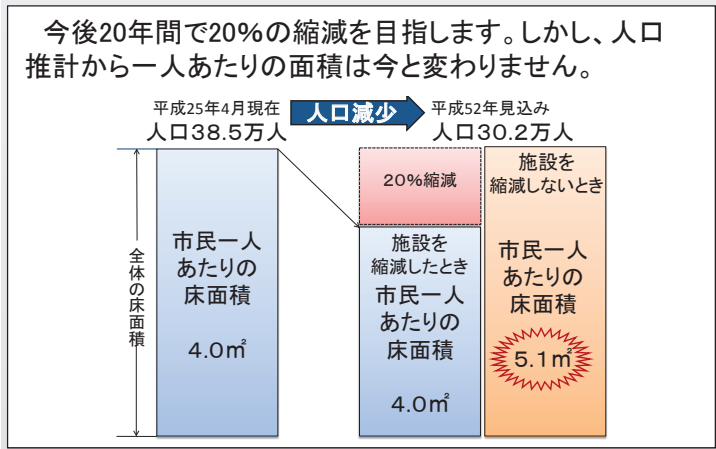 今後20年間で20%の縮減を目指します。しかし、人口
推計から一人あたりの面積は今と変わりません。
平成25年4月現在
人口38.5万人
人口減少
平成52年見込み
人口30.2万人
全体の床面積
市民一人
あたりの
床面積
4.0㎡
20%縮減
施設を
縮減したとき
市民一人
あたりの
床面積
4.0㎡
施設を
縮減しないとき
市民一人
あたりの
床面積
5.1㎡